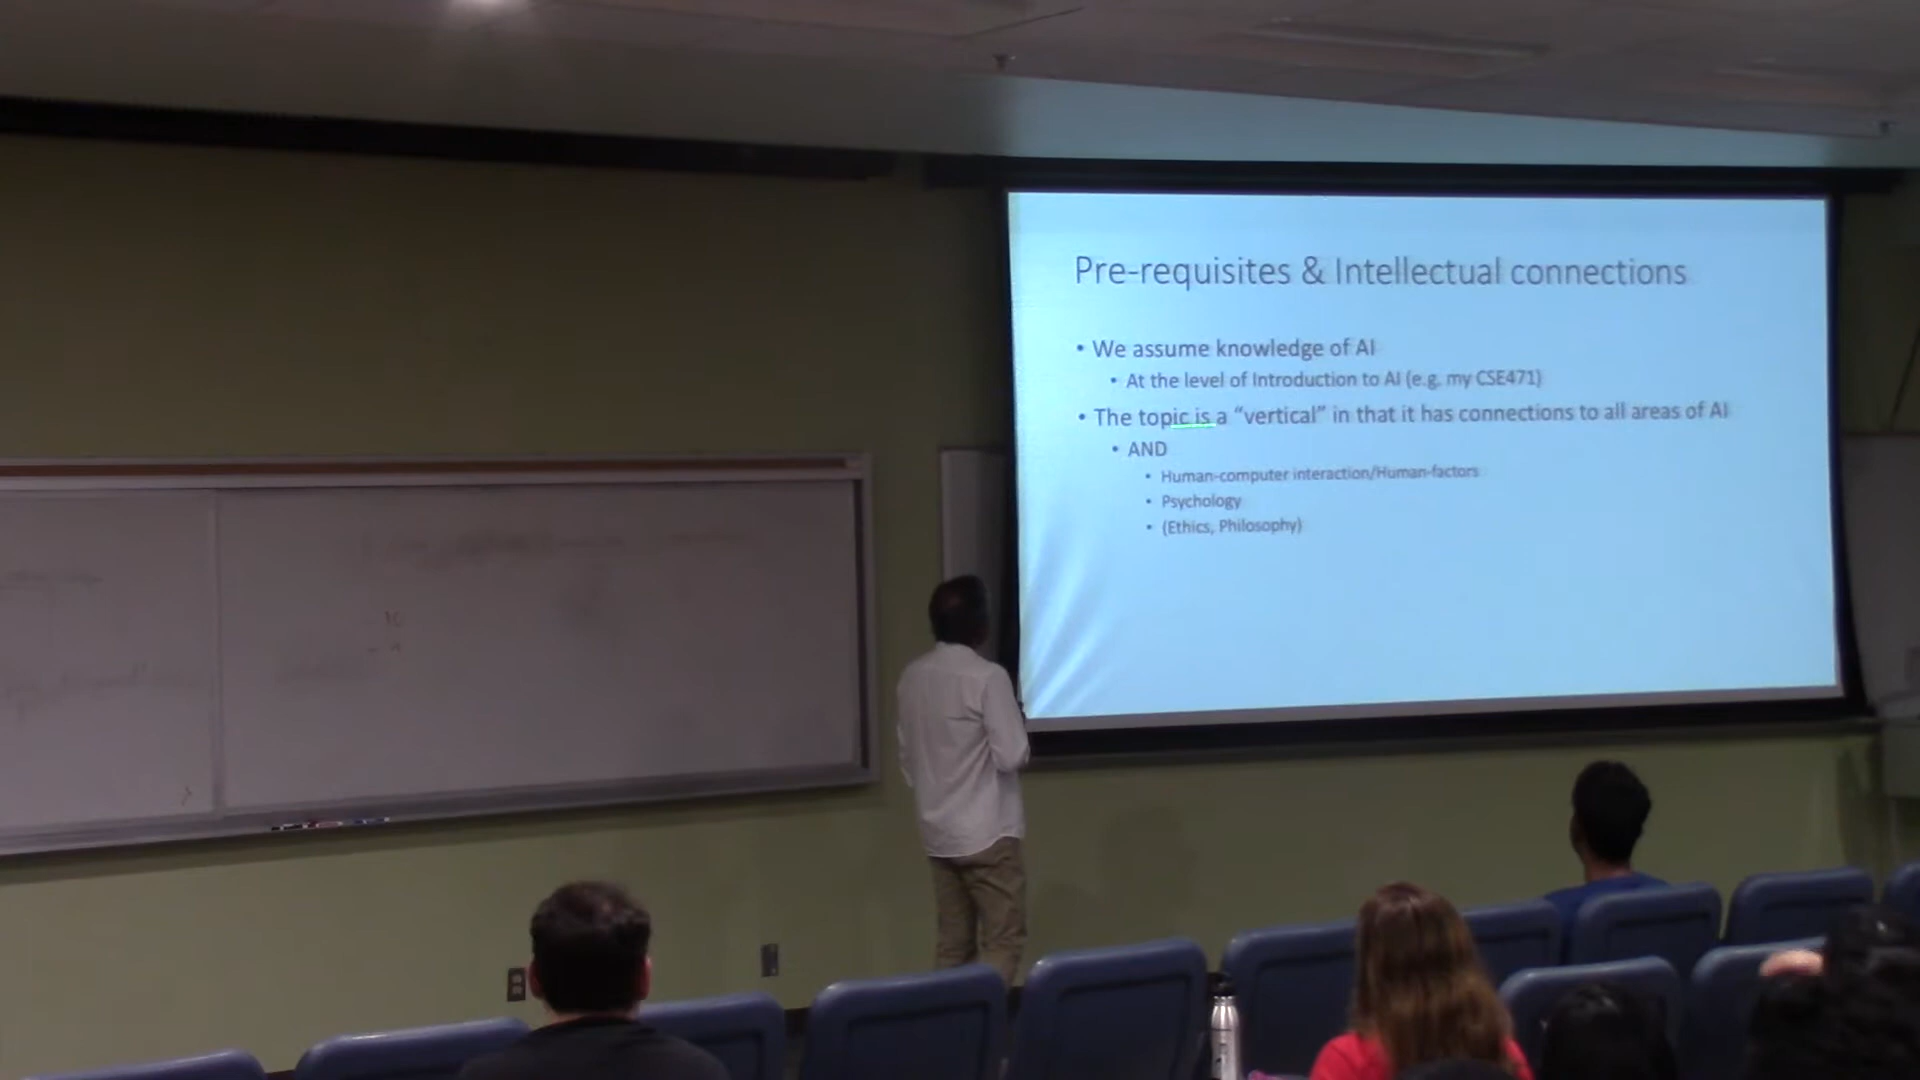 Pre-requisites & Intellectual connections
• We assume knowledge of AI
• At the level of Introduction to AI (e.g. my CSE471)
• The topic is a “vertical” in that it has connections to all areas of AI
• AND
• Human-computer interaction/Human-factors
• Psychology
• (Ethics, Philosophy)